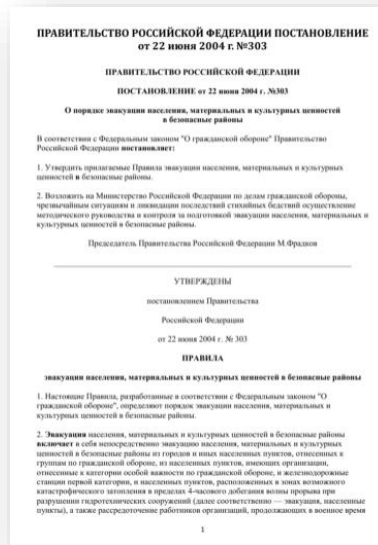 ПРАВИТЕЛЬСТВО РОССИЙСКОЙ ФЕДЕРАЦИИ ПОСТАНОВЛЕНИЕ
от 22 июня 2004 г. №303
ПРАВИТЕЛЬСТВО РОССИЙСКОЙ ФЕДЕРАЦИИ
ПОСТАНОВЛЕНИЕ от 22 июня 2004 г. №303
О порядке эвакуации населения, материальных и культурных ценностей
в безопасные районы
В соответствии с Федеральным законом "О гражданской обороне" Правительство
Российской Федерации постановляет:
1. Утвердить прилагаемые Правила эвакуации населения, материальных и культурных
ценностей в безопасные районы.
2. Возложить на Министерство Российской Федерации по делам гражданской обороны,
чрезвычайным ситуациям и ликвидации последствий стихийных бедствий осуществление
методического руководства и контроля за подготовкой эвакуации населения, материальных и
культурных ценностей в безопасные районы.
Председатель Правительства Российской Федерации М.Фрадков
УТВЕРЖДЕНЫ
постановлением Правительства
Российской Федерации
от 22 июня 2004 г. № 303
ПРАВИЛА
эвакуации населения, материальных и культурных ценностей в безопасные районы
1. Настоящие Правила, разработанные в соответствии с Федеральным законом "О
гражданской обороне", определяют порядок эвакуации населения, материальных и
культурных ценностей в безопасные районы.
2. Эвакуация населения, материальных и культурных ценностей в безопасные районы
включает в себя непосредственно эвакуацию населения, материальных и культурных
ценностей в безопасные районы из городов и иных населенных пунктов, отнесенных к
группам по гражданской обороне, из населенных пунктов, имеющих организации,
отнесенные к категории особой важности по гражданской обороне, и железнодорожные
станции первой категории, и населенных пунктов, расположенных в зонах возможного
катастрофического затопления в пределах 4-часового добегания волны прорыва при
разрушении гидротехнических сооружений (далее соответственно — эвакуация, населенные
пункты), а также рассредоточение работников организаций, продолжающих в военное время
1